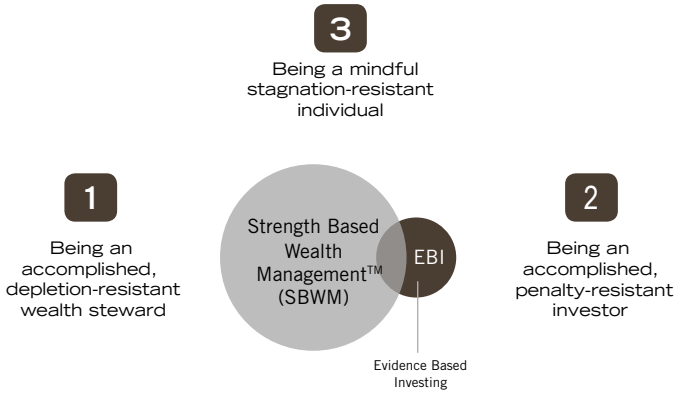 3
Being a mindful
stagnation-resistant
individual
1
Being an
accomplished,
depletion-resistant
wealth steward
Strength Based
Wealth
Management™
(SBWM)
EBI
2
Being an
accomplished,
penalty-resistant
investor
Evidence Based
Investing